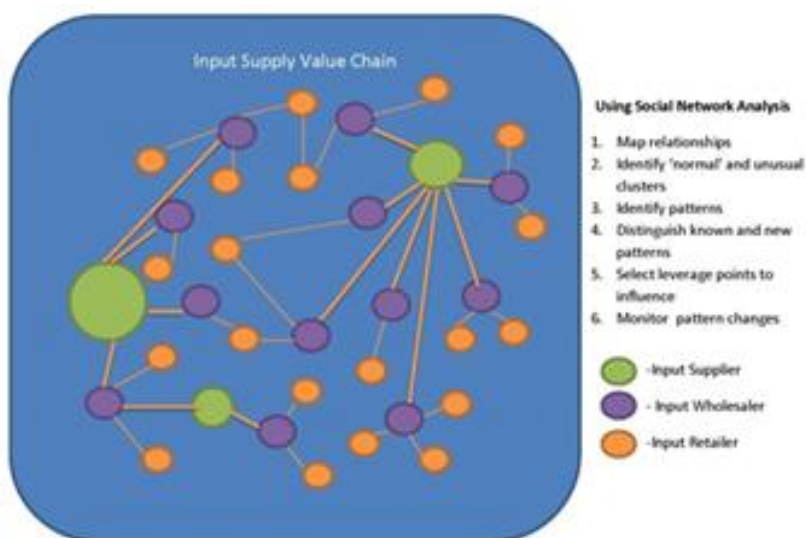 Input Supply Value Chain
Using Social Network Analysis
1. Map relationships
2. Identify 'normal' and unusual
clusters
3. Identify patterns
4. Distinguish known and new
patterns
5. Select leverage points to
influence
6. Monitor pattern changes
-Input Supplier
- Input Wholesaler
-Input Retailer